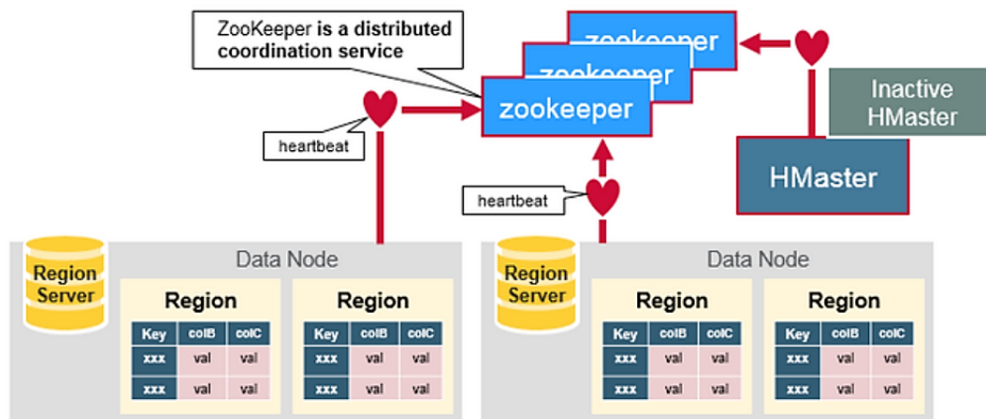 ZooKeeper is a distributed
coordination service
zookeeper
zookeeper
zookeeper
Inactive
HMaster
HMaster
heartbeat
heartbeat
Region
Server
Data Node
Region
Key colB colC
xxx val val
xxx val val
Region
Key colB colC
xxx val val
xxx val val
Region
Server
Data Node
Region
Key colB colC
xxx val val
xxx val val
Region
Key colB colC
xxx val val
xxx val val